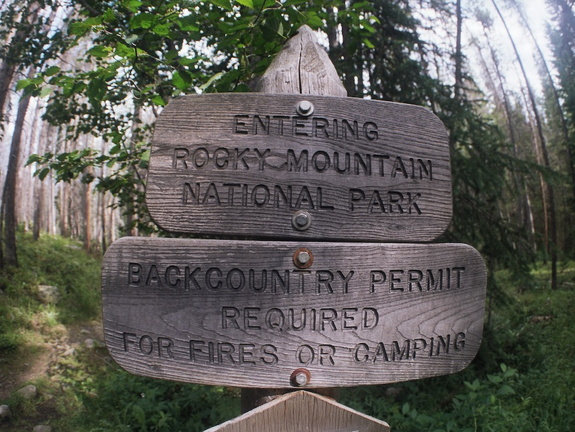 ENTERING
ROCKY MOUNTAIN
NATIONAL PARK
BACKCOUNTRY PERMIT
REQUIRED
FOR FIRES OR CAMPING